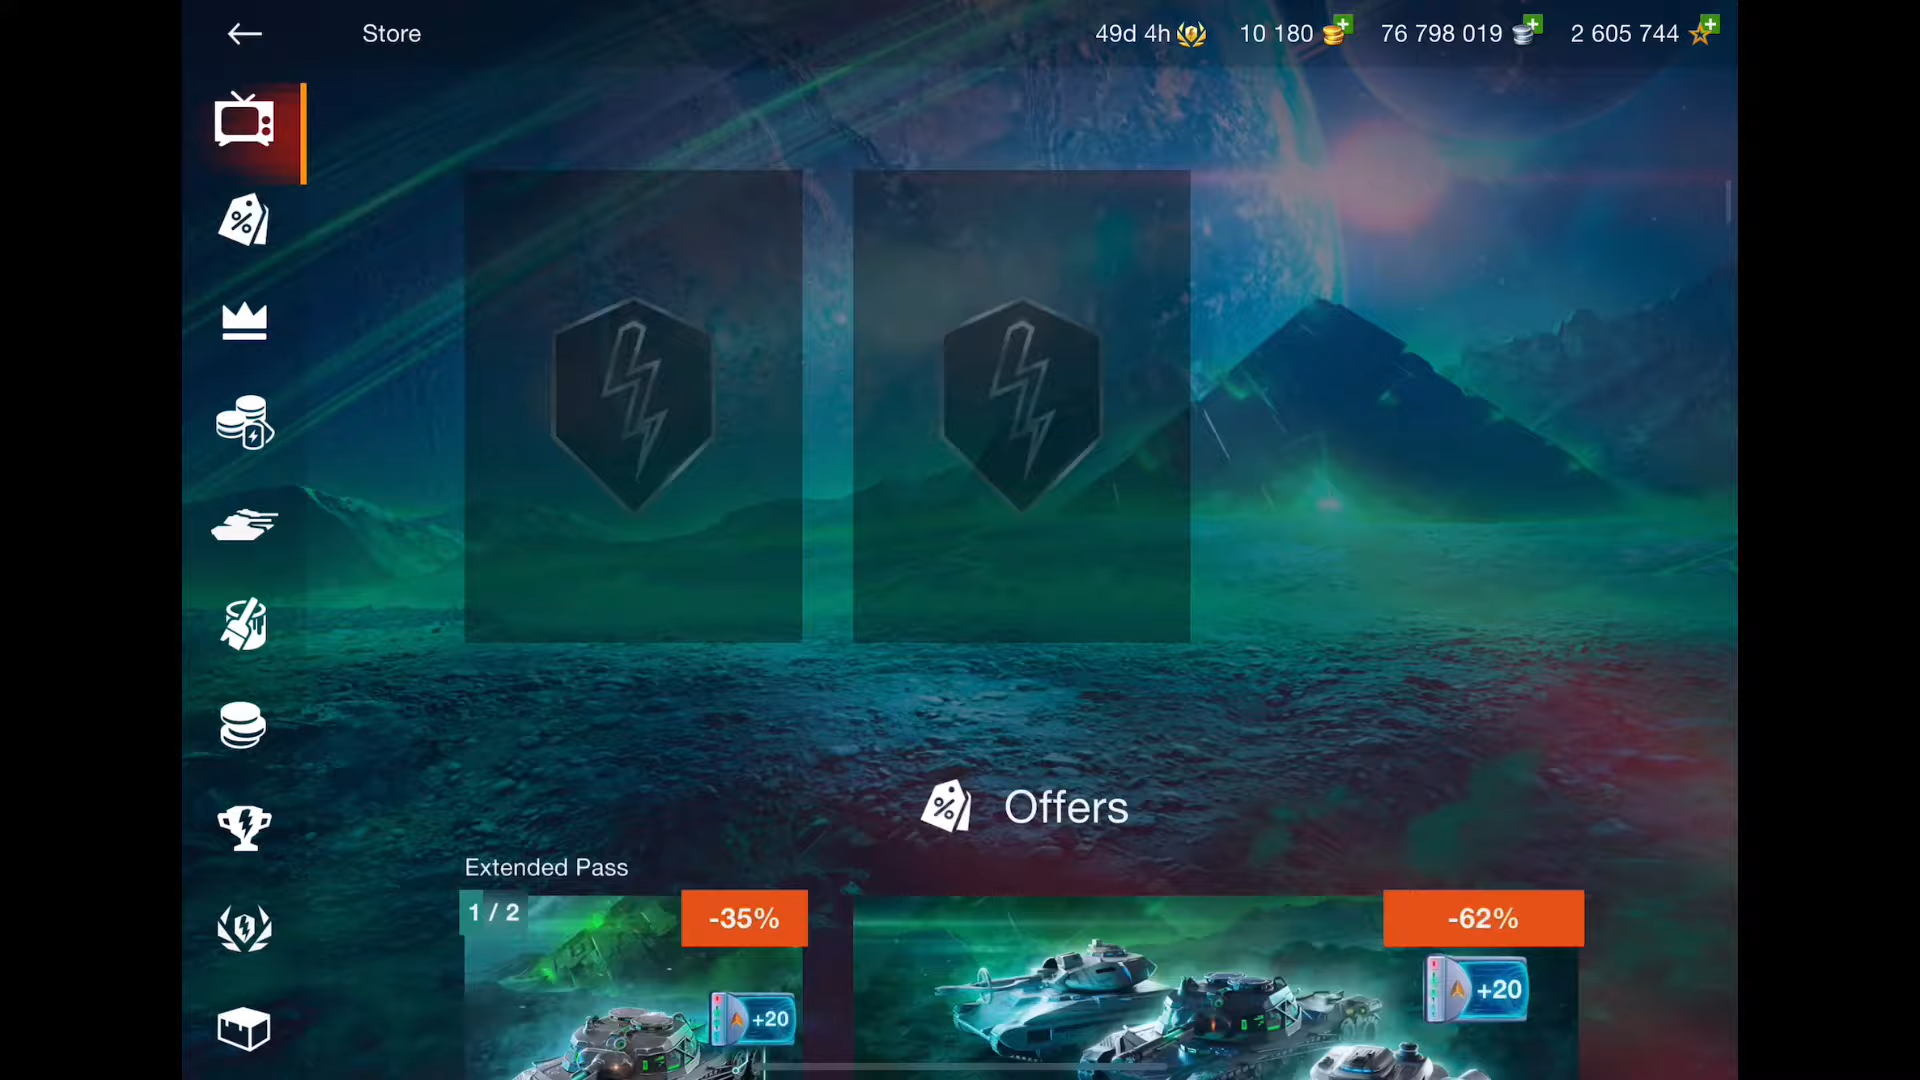 Store
49d 4h
10 180
76 798 019
2 605 744
Offers
Extended Pass
1 / 2
-35%
-62%
+20
+20